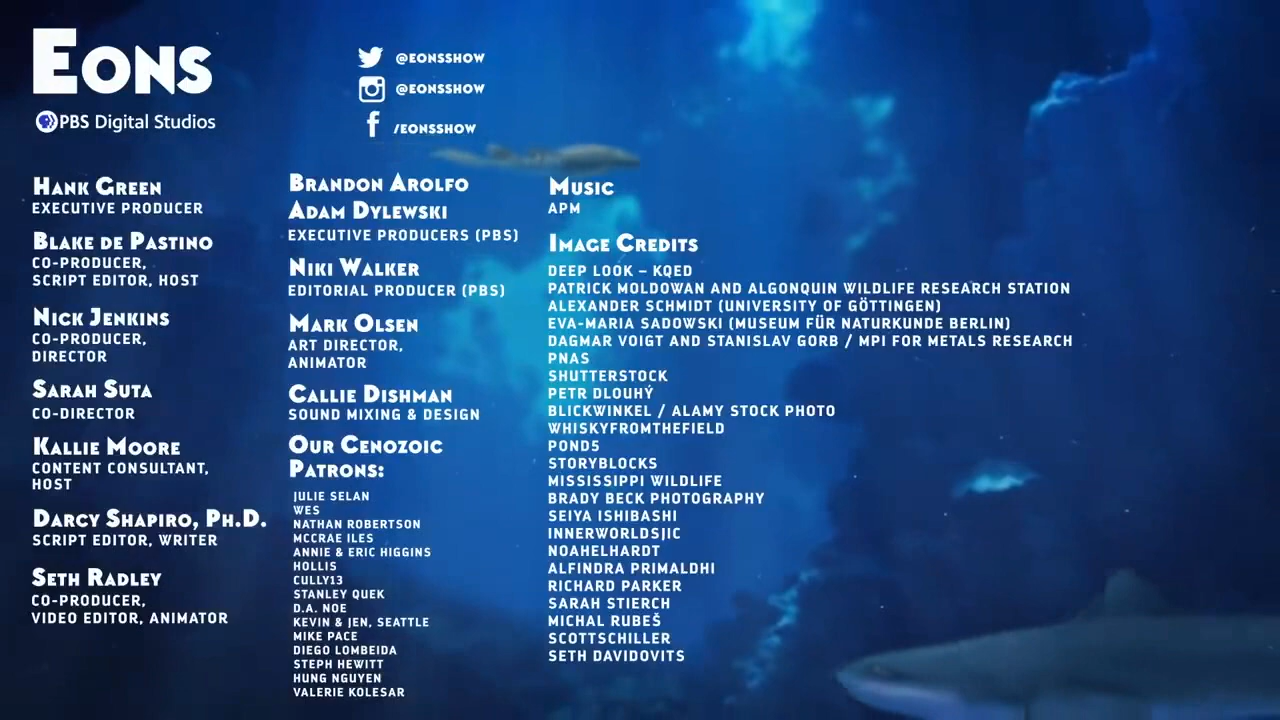 EONS
PBS Digital Studios
@EONSSHOW
@EONSSHOW
/EONSSHOW
HANK GREEN
EXECUTIVE PRODUCER
BLAKE DE PASTINO
CO-PRODUCER,
SCRIPT EDITOR, HOST
NICK JENKINS
CO-PRODUCER,
DIRECTOR
SARAH SUTA
CO-DIRECTOR
KALLIE MOORE
CONTENT CONSULTANT,
HOST
DARCY SHAPIRO, PH.D.
SCRIPT EDITOR, WRITER
SETH RADLEY
CO-PRODUCER,
VIDEO EDITOR, ANIMATOR
BRANDON AROLFO
ADAM DYLEWSKI
EXECUTIVE PRODUCERS (PBS)
NIKI WALKER
EDITORIAL PRODUCER (PBS)
MARK OLSEN
ART DIRECTOR,
ANIMATOR
CALLIE DISHMAN
SOUND MIXING & DESIGN
OUR CENOZOIC
PATRONS:
JULIE SELAN
WES
NATHAN ROBERTSON
MCCRAE ILES
ANNIE & ERIC HIGGINS
HOLLIS
CULLY13
STANLEY QUEK
D.A. NOE
KEVIN & JEN, SEATTLE
MIKE PACE
DIEGO LOMBEIDA
STEPH HEWITT
HUNG NGUYEN
VALERIE KOLESAR
MUSIC
APM
IMAGE CREDITS
DEEP LOOK – KQED
PATRICK MOLDOWAN AND ALGONQUIN WILDLIFE RESEARCH STATION
ALEXANDER SCHMIDT (UNIVERSITY OF GÖTTINGEN)
EVA-MARIA SADOWSKI (MUSEUM FÜR NATURKUNDE BERLIN)
DAGMAR VOIGT AND STANISLAV GORB / MPI FOR METALS RESEARCH
PNAS
SHUTTERSTOCK
PETR DLOUHÝ
BLICKWINKEL / ALAMY STOCK PHOTO
WHISKYFROMTHEFIELD
POND5
STORYBLOCKS
MISSISSIPPI WILDLIFE
BRADY BECK PHOTOGRAPHY
SEIYA ISHIBASHI
INNERWORLDSJIC
NOAHELHARDT
ALFINDRA PRIMALDHI
RICHARD PARKER
SARAH STIERCH
MICHAL RUBEŠ
SCOTTSCHILLER
SETH DAVIDOVITS